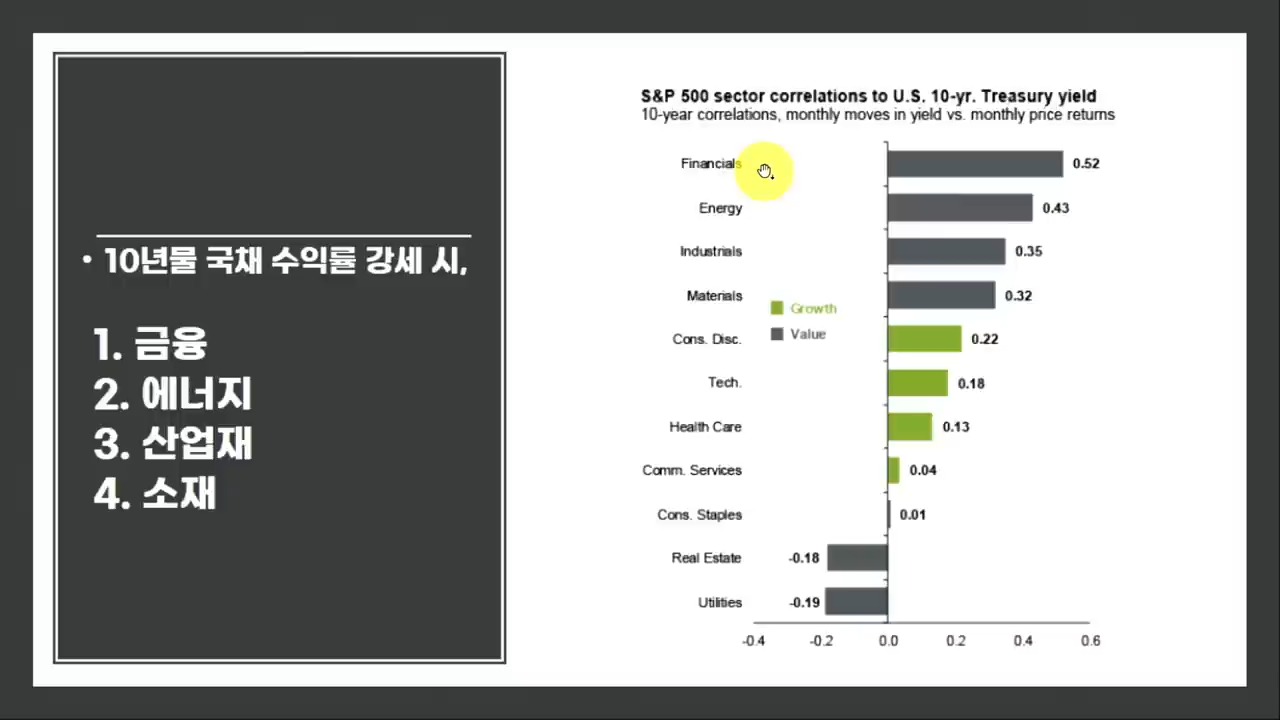 • 10년물 국채 수익률 강세 시,
1. 금융
2. 에너지
3. 산업재
4. 소재
S&P 500 sector correlations to U.S. 10-yr. Treasury yield
10-year correlations, monthly moves in yield vs. monthly price returns
Financials 0.52
Energy 0.43
Industrials 0.35
Materials 0.32
Growth
Value
Cons. Disc. 0.22
Tech. 0.18
Health Care 0.13
Comm. Services 0.04
Cons. Staples 0.01
Real Estate -0.18
Utilities -0.19
-0.4 -0.2 0.0 0.2 0.4 0.6